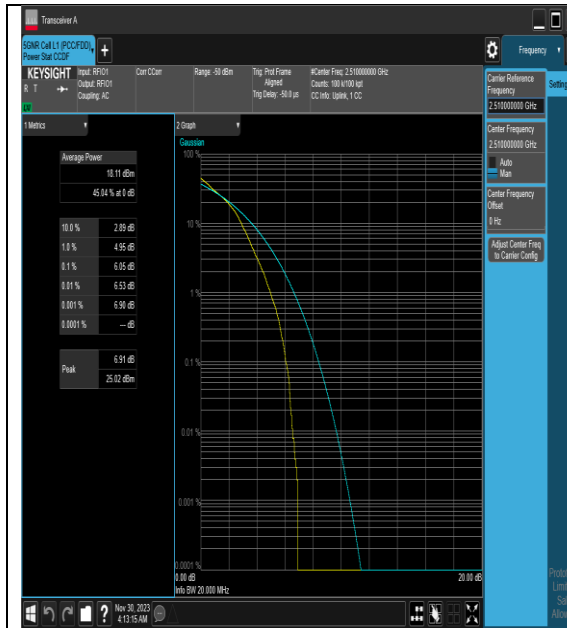 Transceiver A
5GNR Cell L1 (PCC/FDD)
Power Stat CCDF
Frequency
KEYSIGHT
R T
Input: RFIO1
Output: RFIO1
Coupling: AC
Corr CCorr
Range: -50 dBm
Trig: Prot Frame
Aligned
Trig Delay: -50.0 µs
#Center Freq: 2.510000000 GHz
Counts: 100 k/100 kpt
CC Info: Uplink, 1 CC
1 Metrics
Average Power
18.11 dBm
45.04 % at 0 dB
10.0 % 2.89 dB
1.0 % 4.95 dB
0.1 % 6.05 dB
0.01 % 6.53 dB
0.001 % 6.90 dB
0.0001 % --- dB
Peak
6.91 dB
25.02 dBm
2 Graph
Gaussian
100 %
10 %
1 %
0.1 %
0.01 %
0.001 %
0.0001 %
0.00 dB
20.00 dB
Info BW 20.000 MHz
Carrier Reference
Frequency
2.510000000 GHz
Center Frequency
2.510000000 GHz
Auto
Man
Center Frequency
Offset
0 Hz
Adjust Center Freq
to Carrier Config
?
Nov 30, 2023
4:13:15 AM